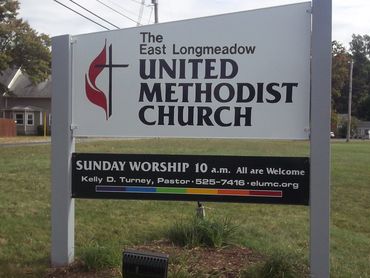 The
East Longmeadow
UNITED
METHODIST
CHURCH
SUNDAY WORSHIP 10 a.m. All are Welcome
Kelly D. Turney, Pastor • 525-7416 • elumc.org